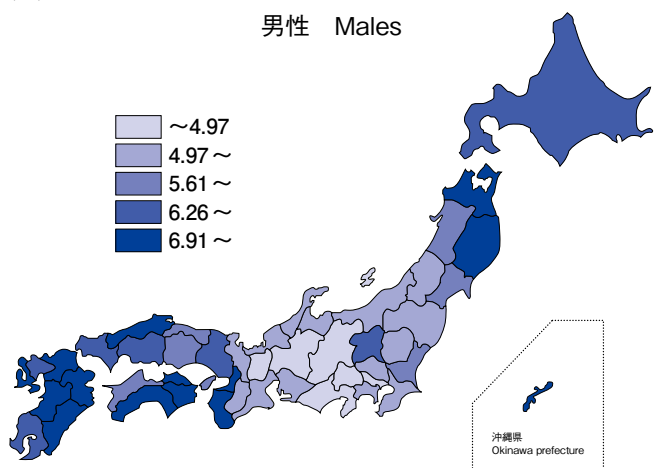 男性　Males
～4.97
4.97～
5.61～
6.26～
6.91～
沖縄県
Okinawa prefecture